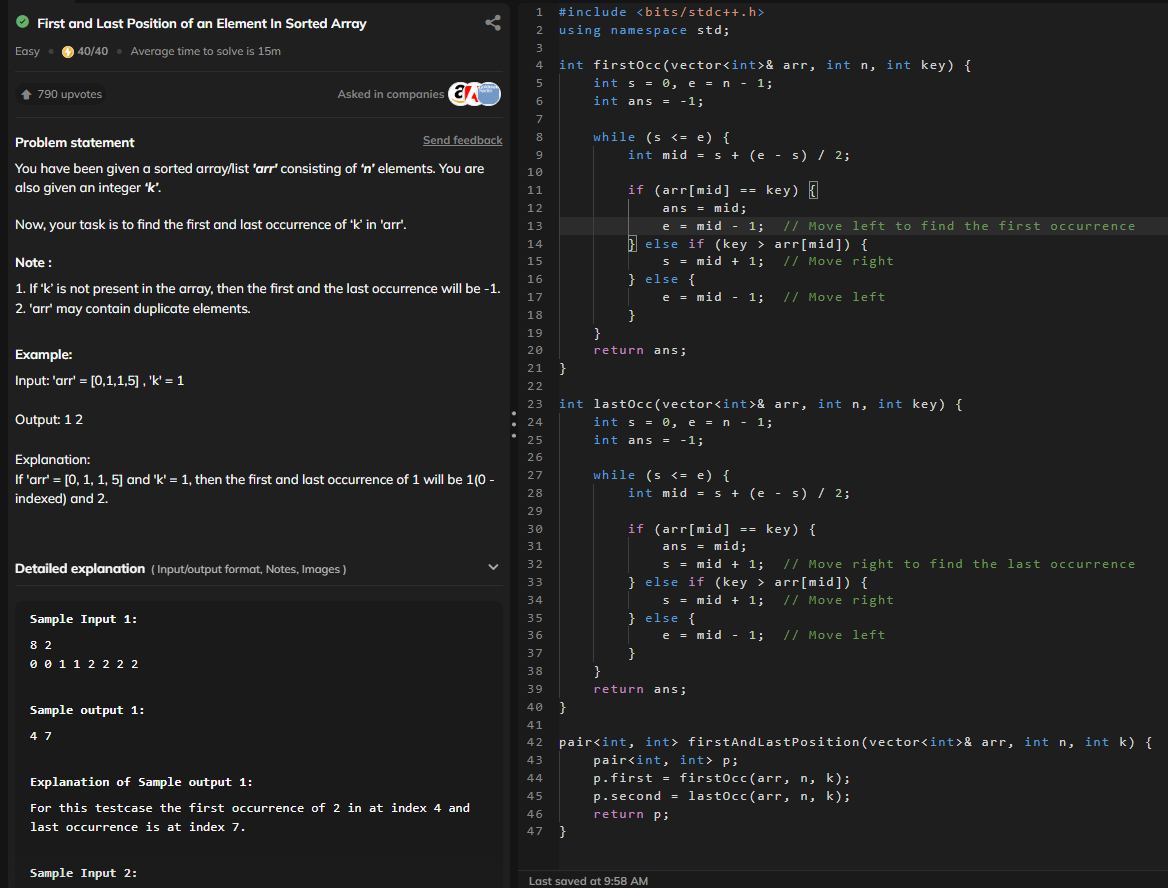 First and Last Position of an Element In Sorted Array
Easy • 40/40 • Average time to solve is 15m
790 upvotes
Asked in companies
Problem statement
Send feedback
You have been given a sorted array/list 'arr' consisting of 'n' elements. You are
also given an integer 'k'.
Now, your task is to find the first and last occurrence of 'k' in 'arr'.
Note :
1. If 'k' is not present in the array, then the first and the last occurrence will be -1.
2. 'arr' may contain duplicate elements.
Example:
Input: 'arr' = [0,1,1,5] , 'k' = 1
Output: 1 2
Explanation:
If 'arr' = [0, 1, 1, 5] and 'k' = 1, then the first and last occurrence of 1 will be 1(0 -
indexed) and 2.
Detailed explanation ( Input/output format, Notes, Images )
Sample Input 1:
8 2
0 0 1 1 2 2 2 2
Sample output 1:
4 7
Explanation of Sample output 1:
For this testcase the first occurrence of 2 in at index 4 and
last occurrence is at index 7.
Sample Input 2:
1 #include <bits/stdc++.h>
2 using namespace std;
3
4 int firstOcc(vector<int>& arr, int n, int key) {
5     int s = 0, e = n - 1;
6     int ans = -1;
7
8     while (s <= e) {
9         int mid = s + (e - s) / 2;
10
11         if (arr[mid] == key) {
12             ans = mid;
13             e = mid - 1;  // Move left to find the first occurrence
14         } else if (key > arr[mid]) {
15             s = mid + 1;  // Move right
16         } else {
17             e = mid - 1;  // Move left
18         }
19     }
20     return ans;
21 }
22
23 int lastOcc(vector<int>& arr, int n, int key) {
24     int s = 0, e = n - 1;
25     int ans = -1;
26
27     while (s <= e) {
28         int mid = s + (e - s) / 2;
29
30         if (arr[mid] == key) {
31             ans = mid;
32             s = mid + 1;  // Move right to find the last occurrence
33         } else if (key > arr[mid]) {
34             s = mid + 1;  // Move right
35         } else {
36             e = mid - 1;  // Move left
37         }
38     }
39     return ans;
40 }
41
42 pair<int, int> firstAndLastPosition(vector<int>& arr, int n, int k) {
43     pair<int, int> p;
44     p.first = firstOcc(arr, n, k);
45     p.second = lastOcc(arr, n, k);
46     return p;
47 }
Last saved at 9:58 AM